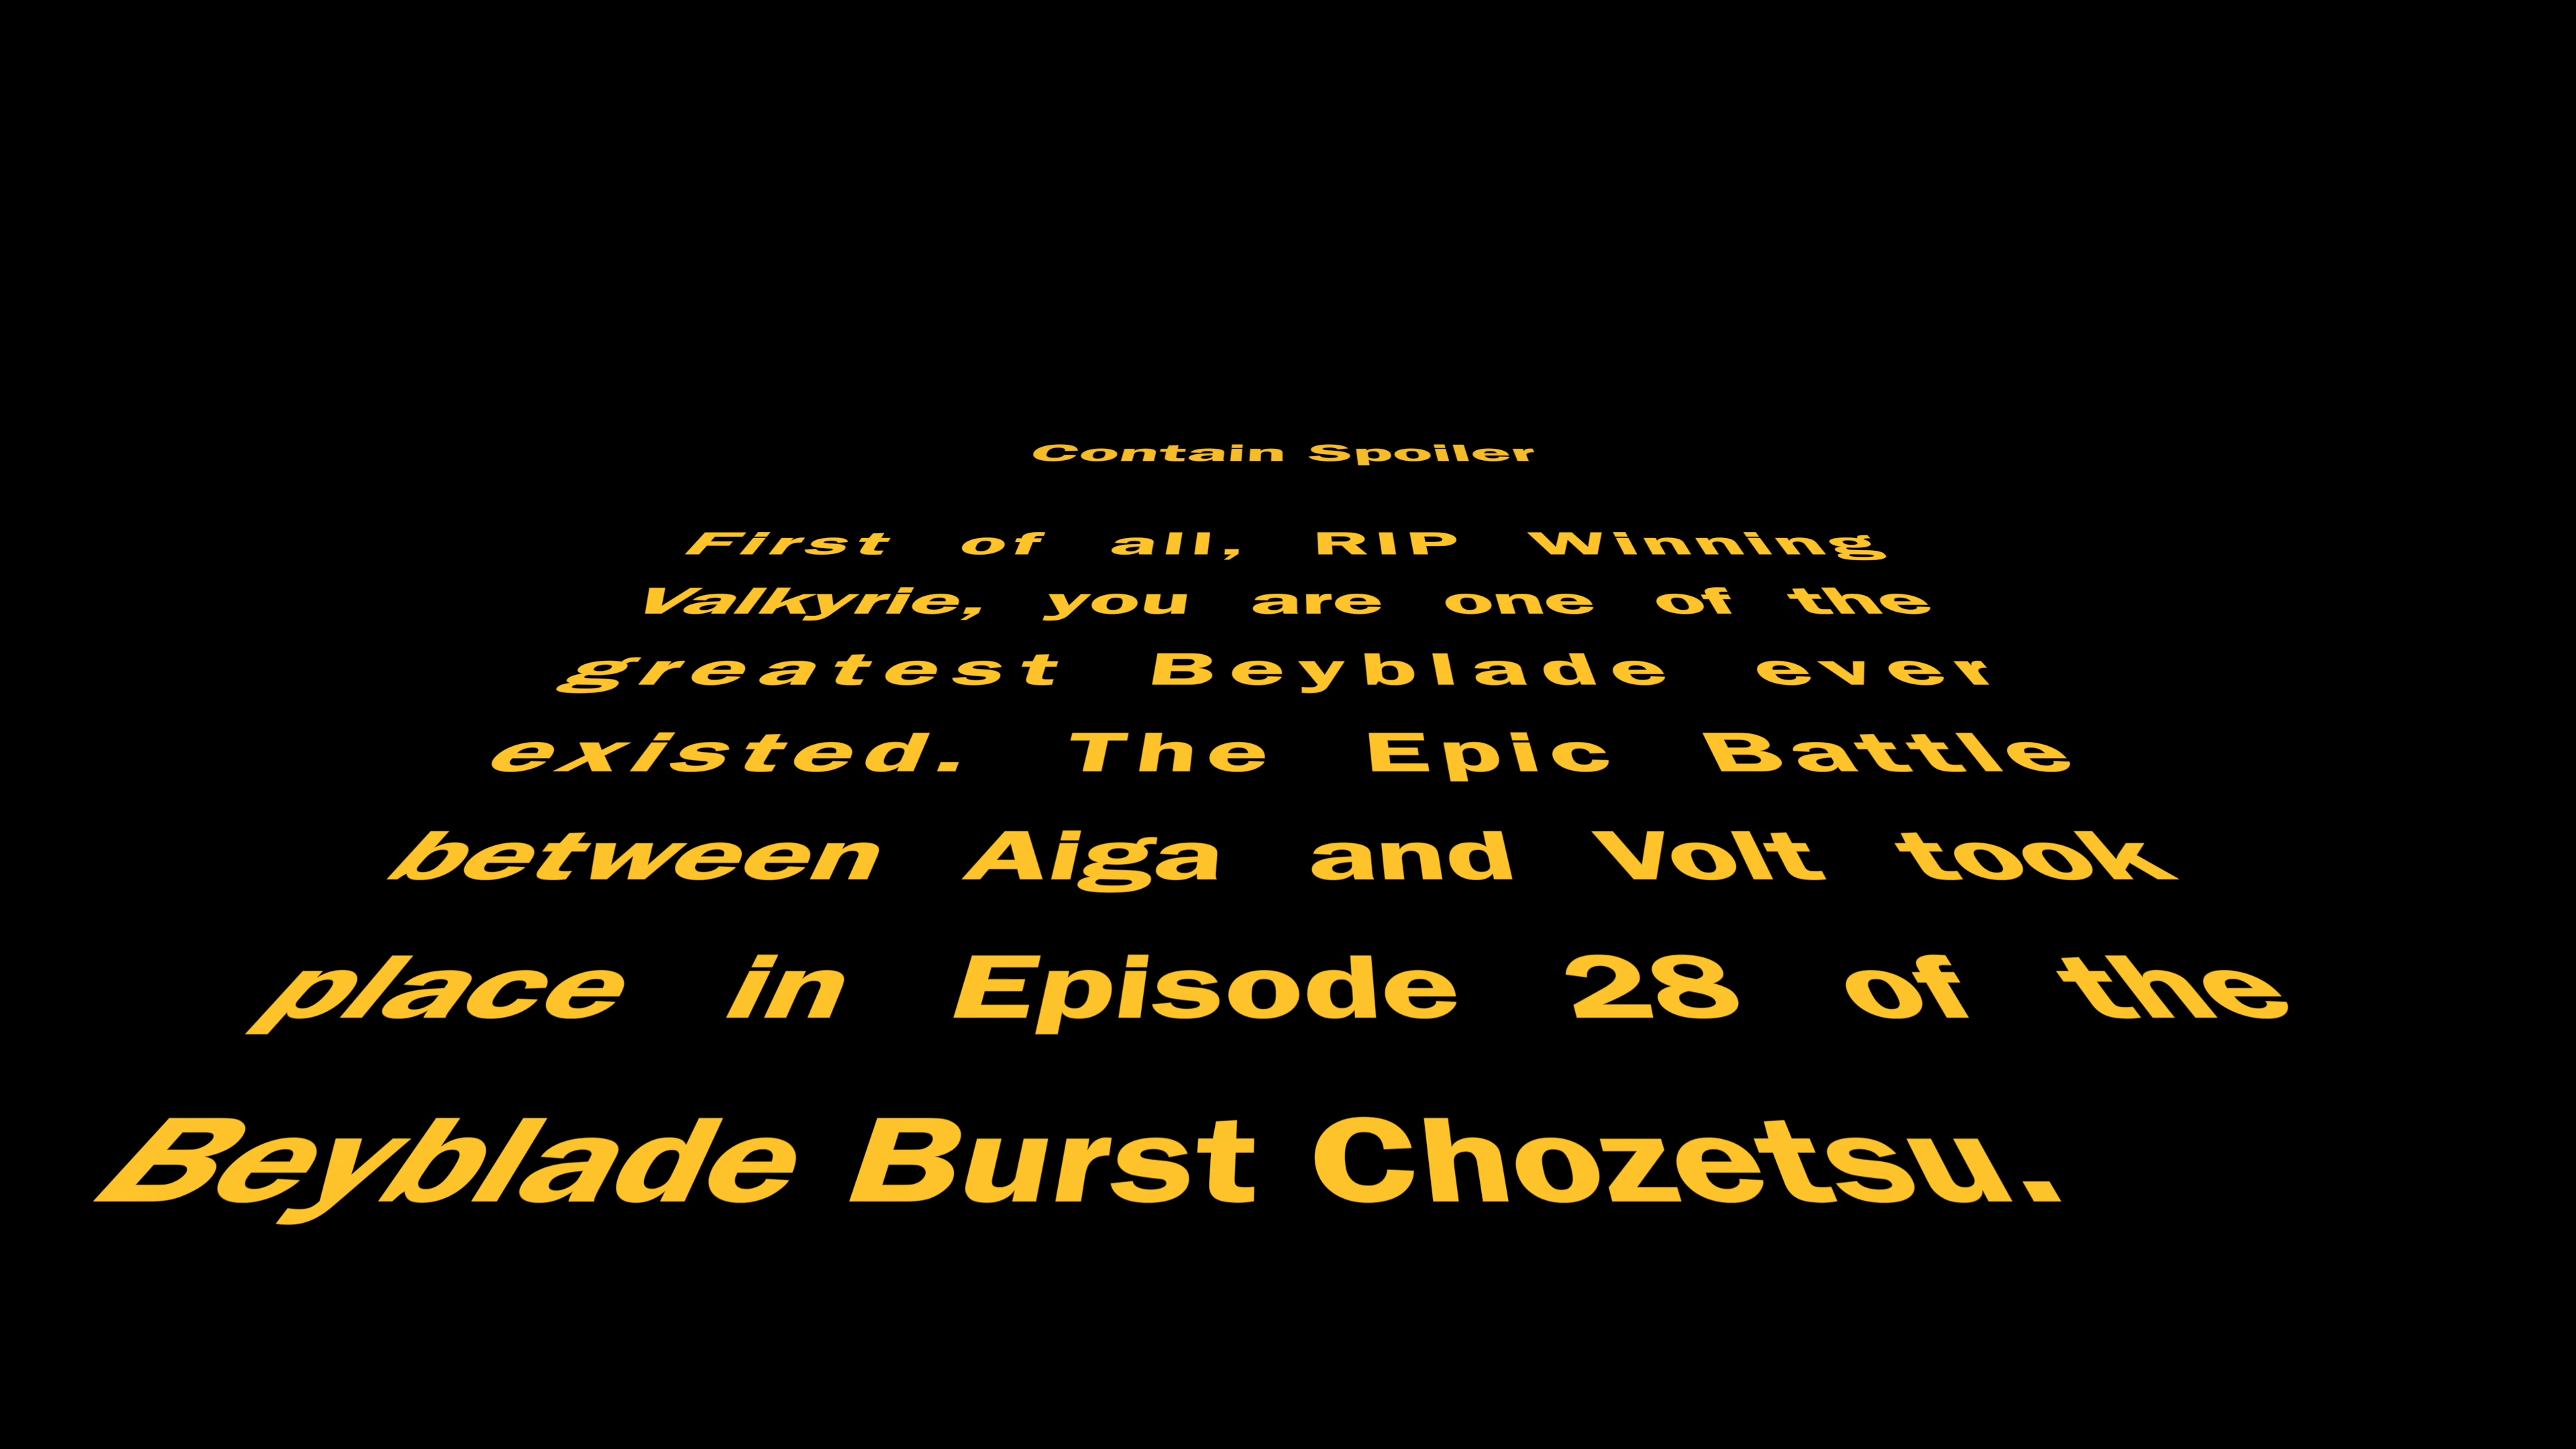 Contain Spoiler
First of all, RIP Winning
Valkyrie, you are one of the
greatest Beyblade ever
existed. The Epic Battle
between Aiga and Volt took
place in Episode 28 of the
Beyblade Burst Chozetsu.